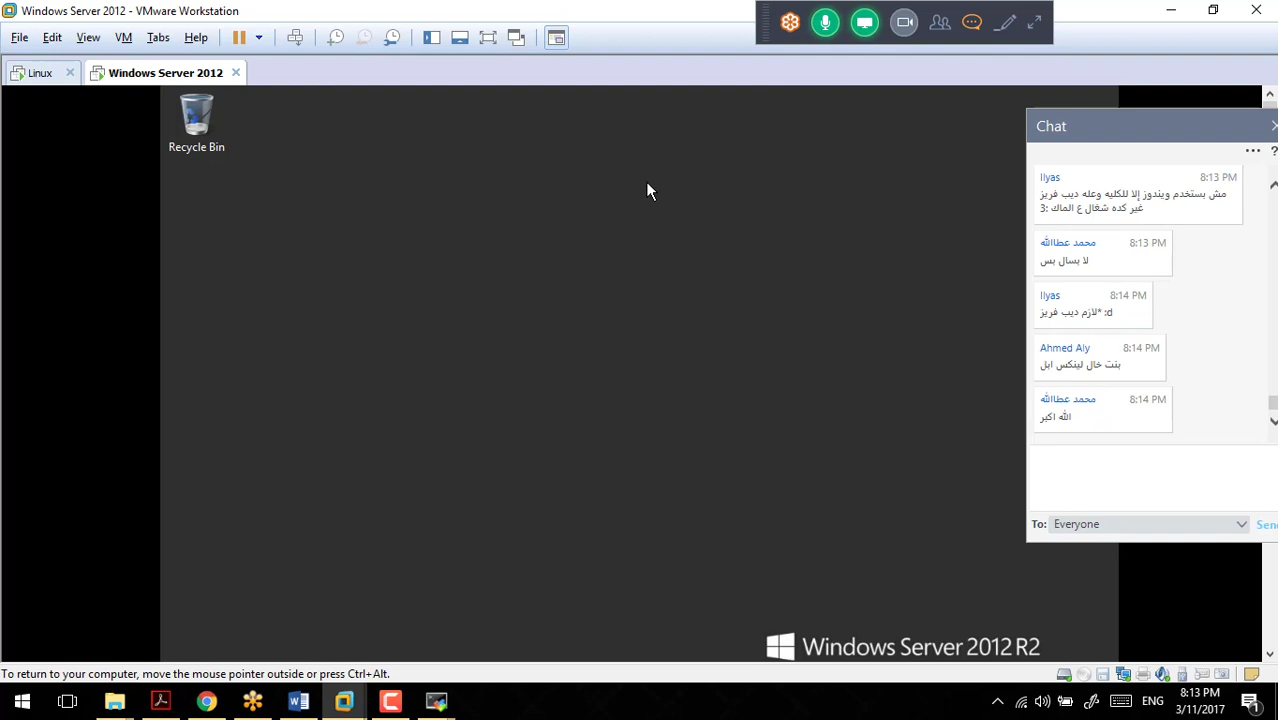 Windows Server 2012 - VMware Workstation
File Edit View VM Tabs Help
Linux
Windows Server 2012
Recycle Bin
Chat
Ilyas 8:13 PM
مش بستخدم ويندوز إلا للكليه وعله ديب فريز
غير كده شغال ع الماك :3
محمد عطاالله 8:13 PM
لا بسال بس
Ilyas 8:14 PM
لازم ديب فريز* :d
Ahmed Aly 8:14 PM
بنت خال لينكس ابل
محمد عطاالله 8:14 PM
الله اكبر
To: Everyone
Send
Windows Server 2012 R2
To return to your computer, move the mouse pointer outside or press Ctrl-Alt.
ENG
8:13 PM
3/11/2017
1